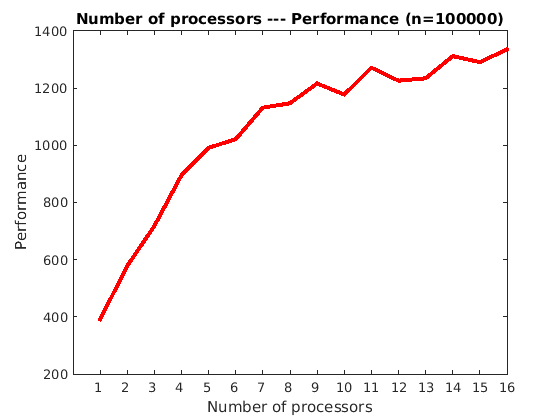 Number of processors --- Performance (n=100000)
1400
1200
1000
800
600
400
200
Performance
1 2 3 4 5 6 7 8 9 10 11 12 13 14 15 16
Number of processors